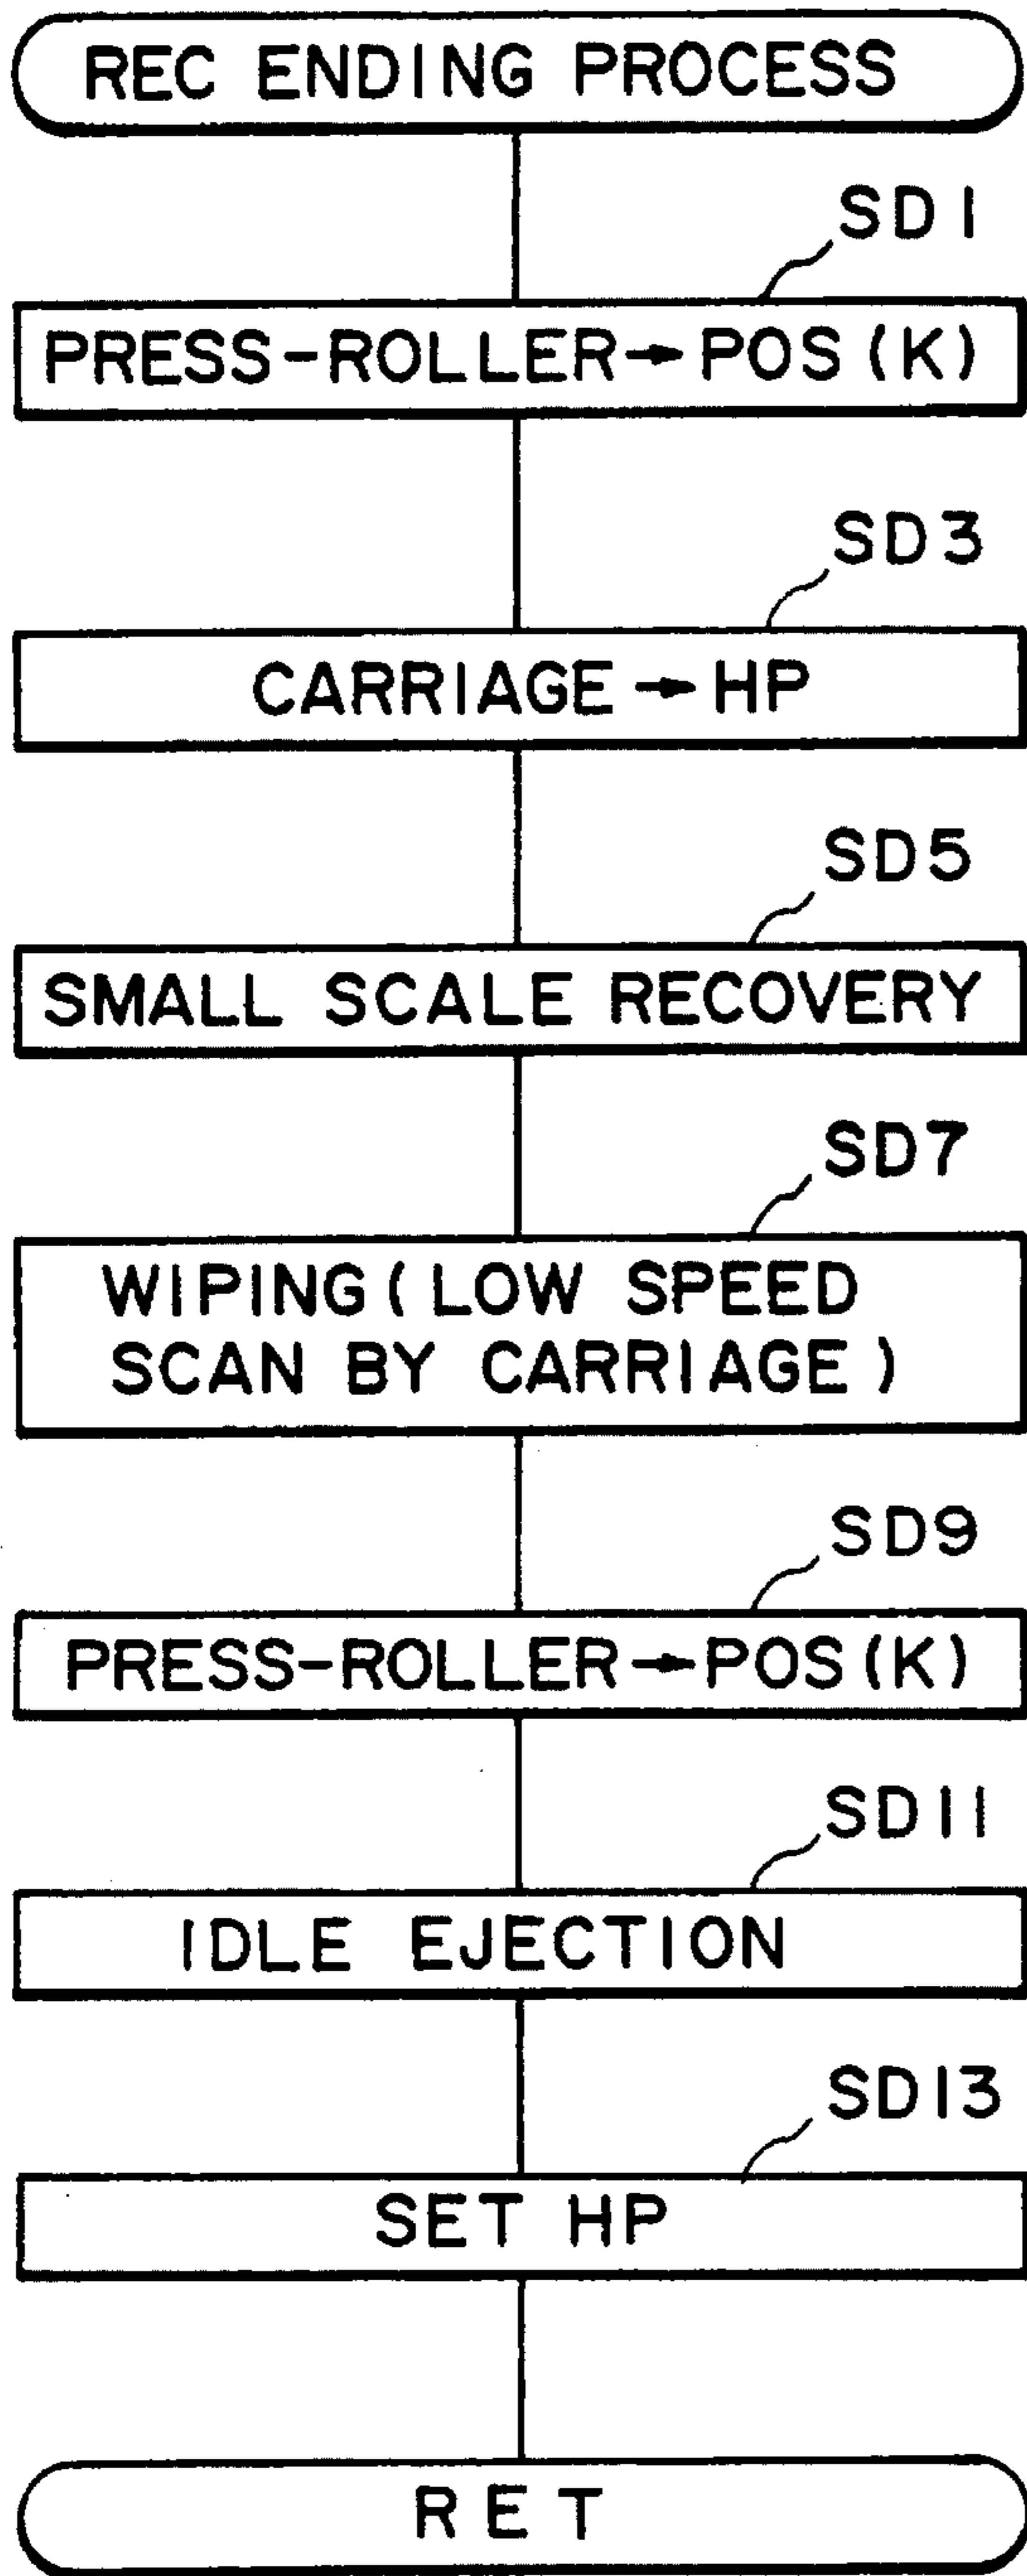 REC ENDING PROCESS
SD1
PRESS-ROLLER→POS(K)
SD3
CARRIAGE→HP
SD5
SMALL SCALE RECOVERY
SD7
WIPING(LOW SPEED
SCAN BY CARRIAGE)
SD9
PRESS-ROLLER→POS(K)
SD11
IDLE EJECTION
SD13
SET HP
RET